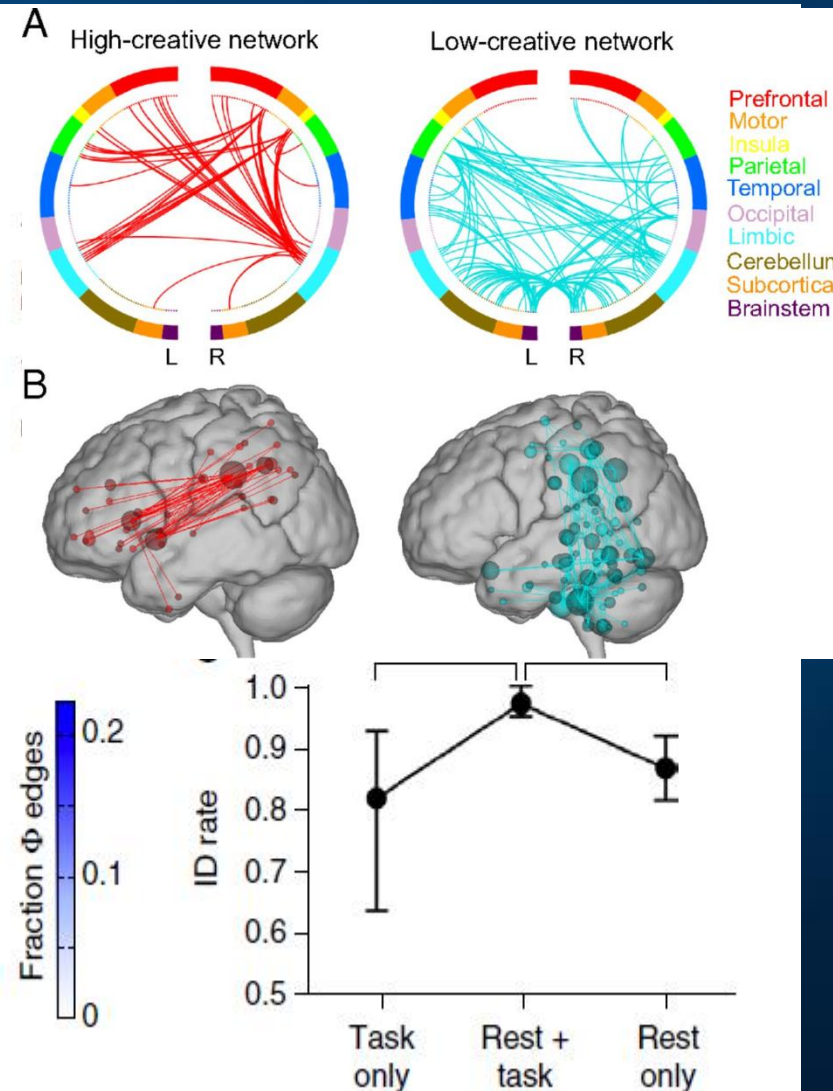 A
High-creative network
Low-creative network
Prefrontal
Motor
Insula
Parietal
Temporal
Occipital
Limbic
Cerebellum
Subcortica
Brainstem
L R
L R
B
Fraction Φ edges
0.2
0.1
0
ID rate
1.0
0.9
0.8
0.7
0.6
0.5
Task
only
Rest +
task
Rest
only